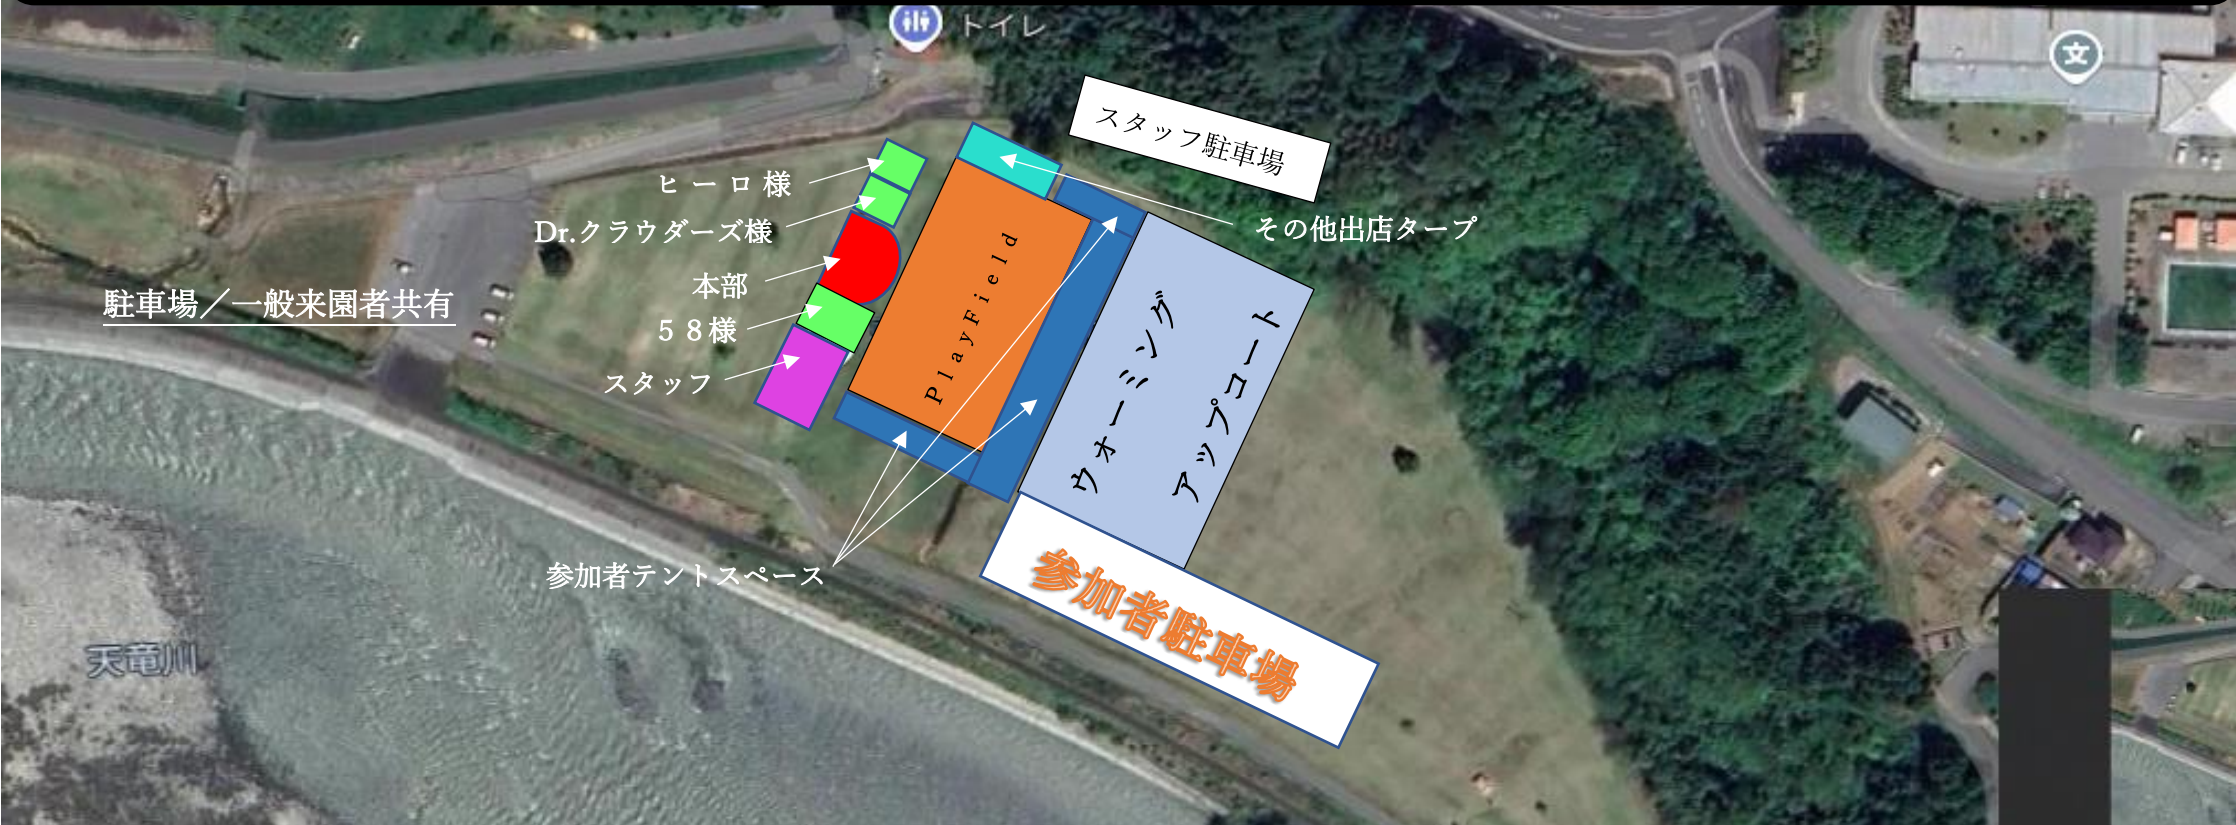 トイレ
スタッフ駐車場
ヒーロ様
Dr.クラウダーズ様
その他出店タープ
本部
駐車場／一般来園者共有
５８様
スタッフ
PlayField
ウォーミング
アップコート
参加者テントスペース
参加者駐車場
天竜川
文